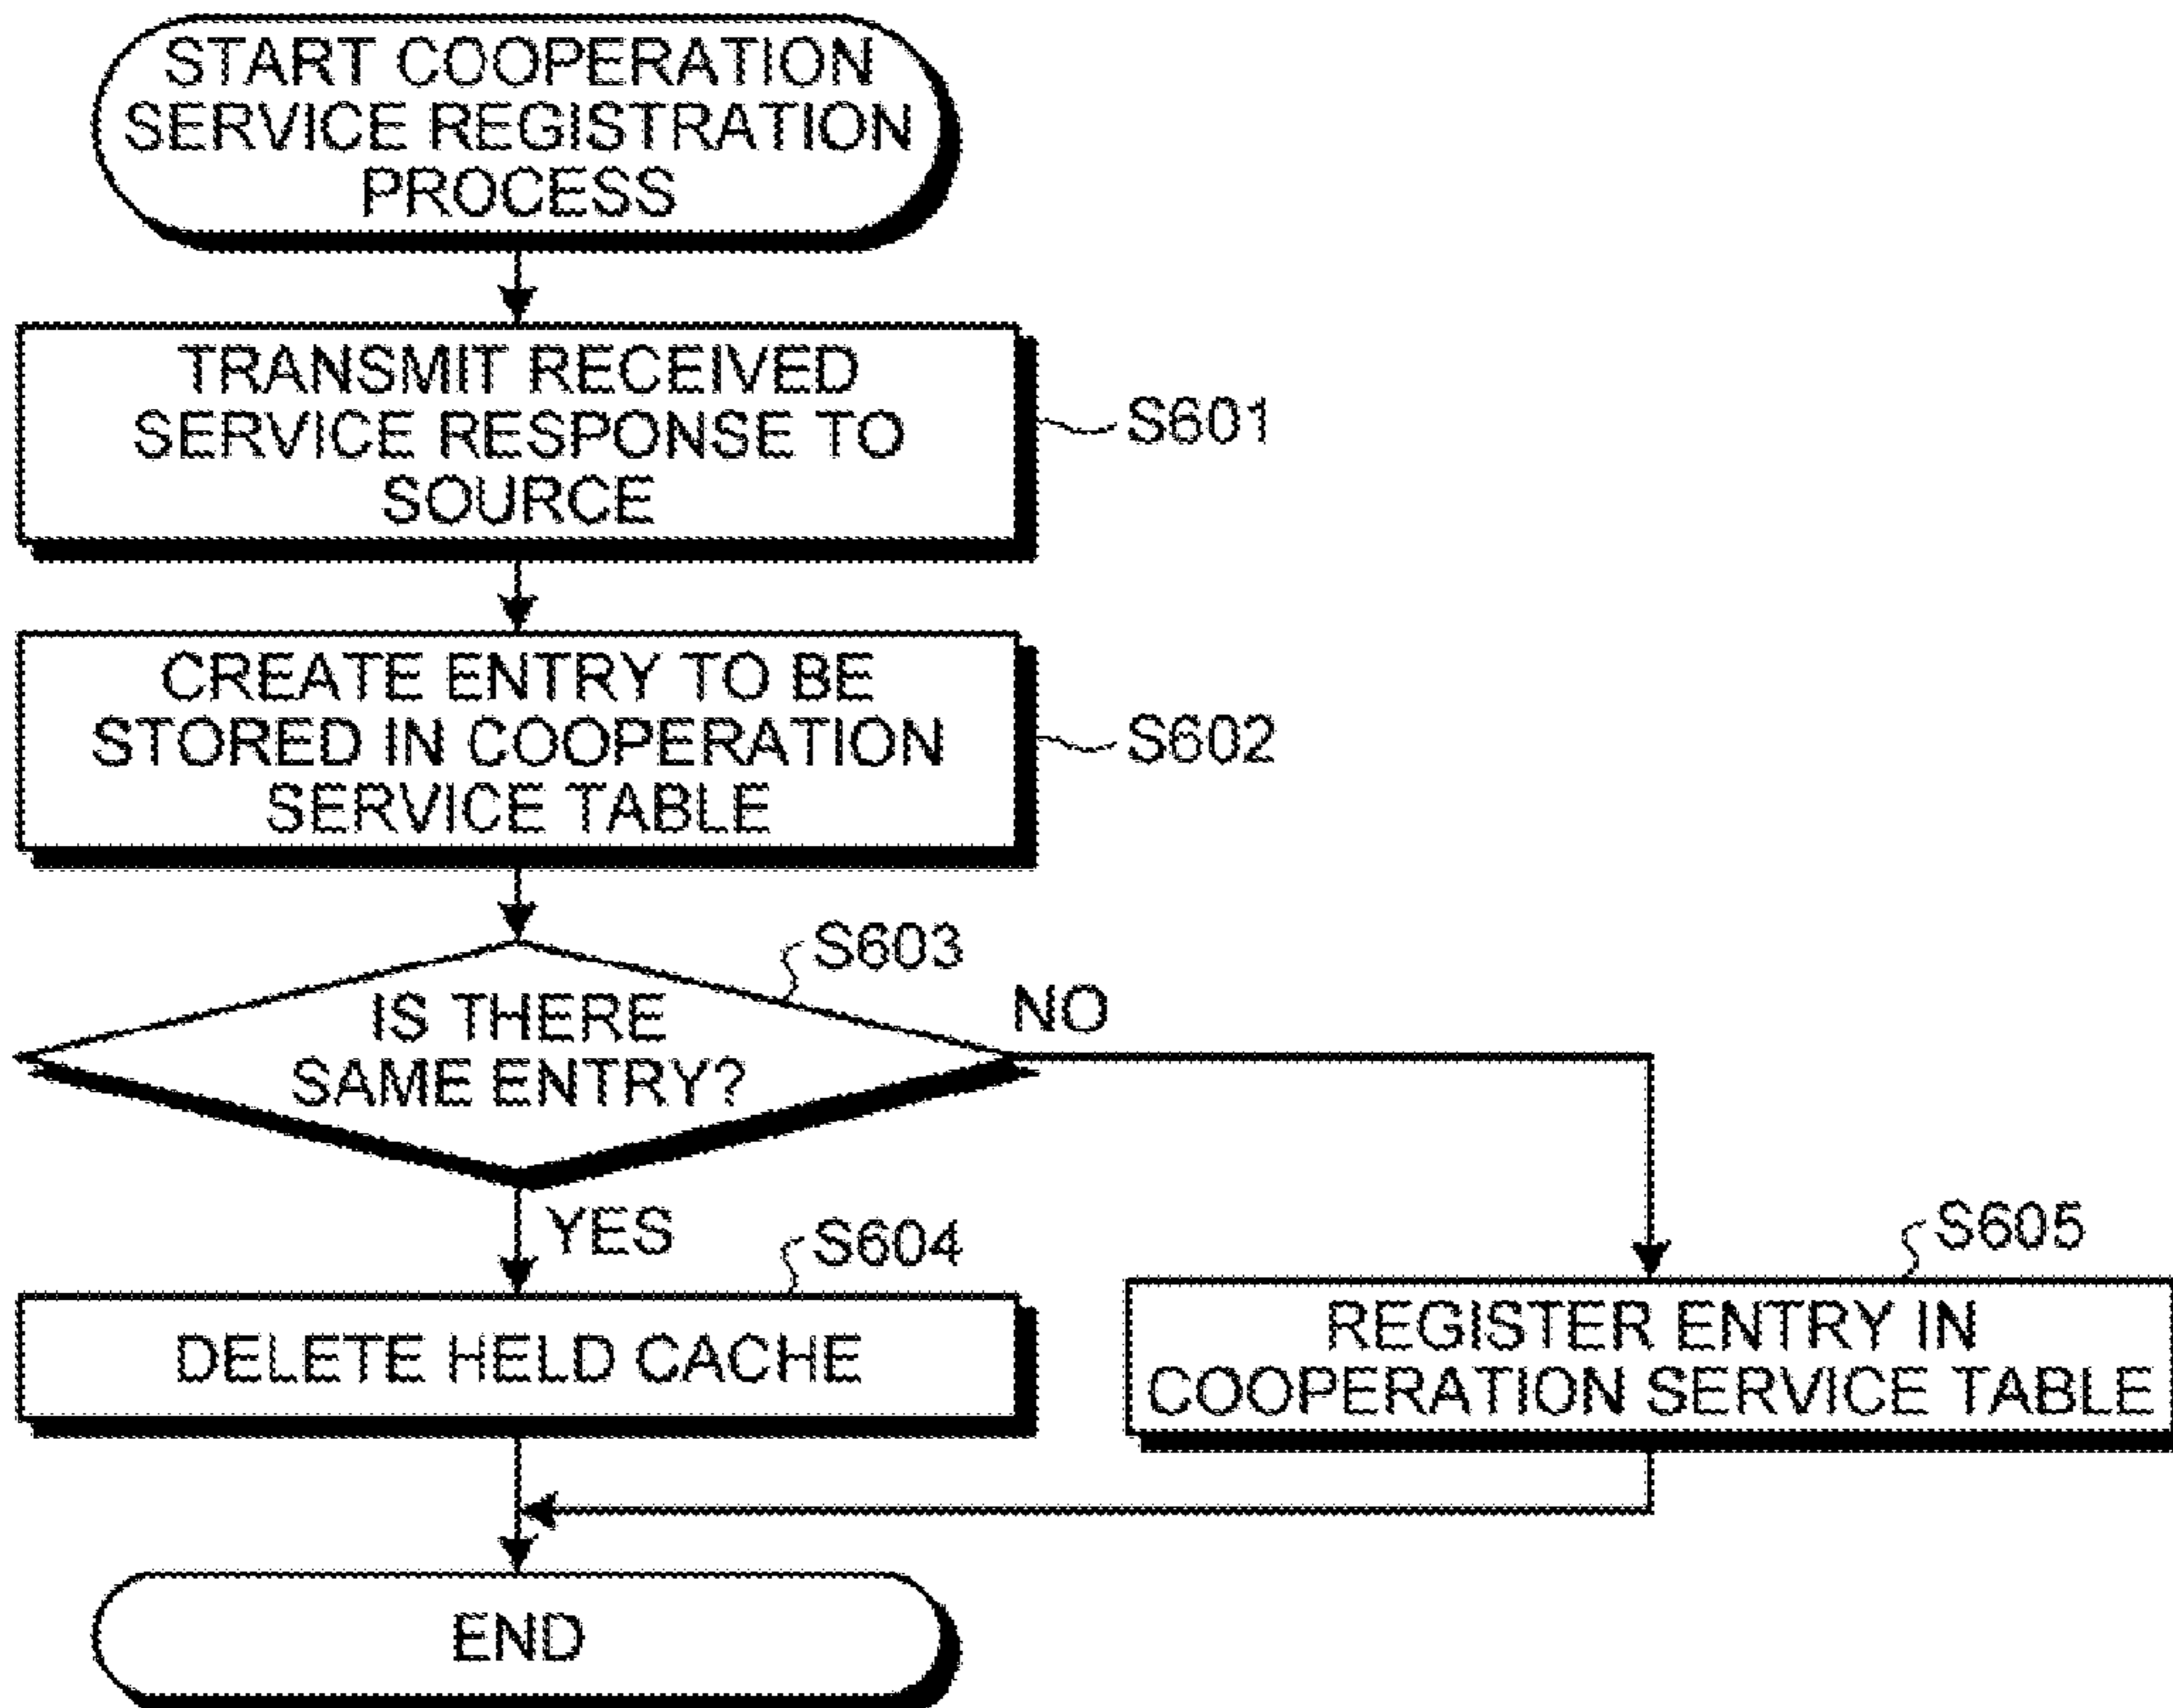 START COOPERATION
SERVICE REGISTRATION
PROCESS
TRANSMIT RECEIVED
SERVICE RESPONSE TO
SOURCE
S601
CREATE ENTRY TO BE
STORED IN COOPERATION
SERVICE TABLE
S602
S603
IS THERE
SAME ENTRY?
NO
YES
S604
DELETE HELD CACHE
S605
REGISTER ENTRY IN
COOPERATION SERVICE TABLE
END